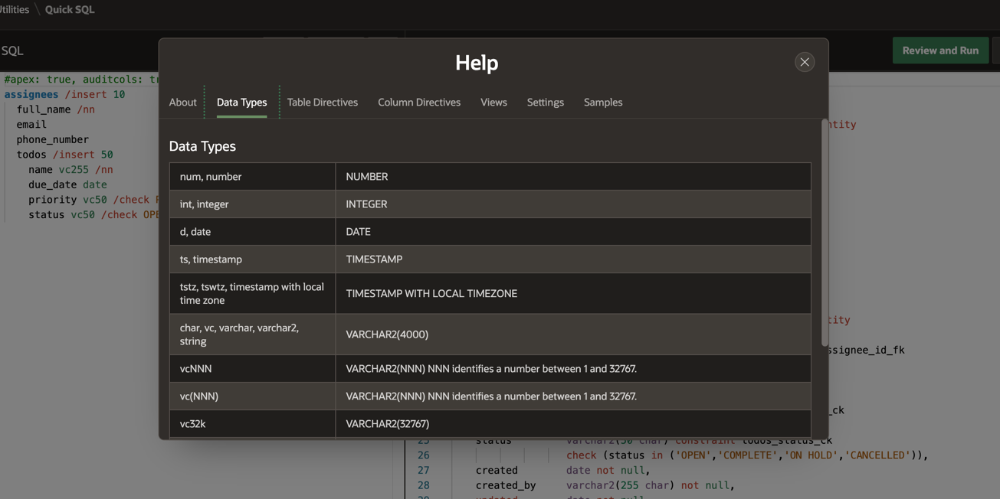 Utilities \ Quick SQL
SQL
Review and Run
#apex: true, auditcols:
assignees /insert 10
full_name /nn
email
phone_number
todos /insert 50
name vc255 /nn
due_date date
priority vc50 /check
status vc50 /check
Help
About
Data Types
Table Directives
Column Directives
Views
Settings
Samples
Data Types
num, number NUMBER
int, integer INTEGER
d, date DATE
ts, timestamp TIMESTAMP
tstz, tswtz, timestamp with local
time zone TIMESTAMP WITH LOCAL TIMEZONE
char, vc, varchar, varchar2,
string VARCHAR2(4000)
vcNNN VARCHAR2(NNN) NNN identifies a number between 1 and 32767.
vc(NNN) VARCHAR2(NNN) NNN identifies a number between 1 and 32767.
vc32k VARCHAR2(32767)
ssignee_id_fk
_ck
25 status varchar2(50 char) constraint todos_status_ck
26 check (status in ('OPEN','COMPLETE','ON HOLD','CANCELLED')),
27 created date not null,
28 created_by varchar2(255 char) not null,
29 updated date not null